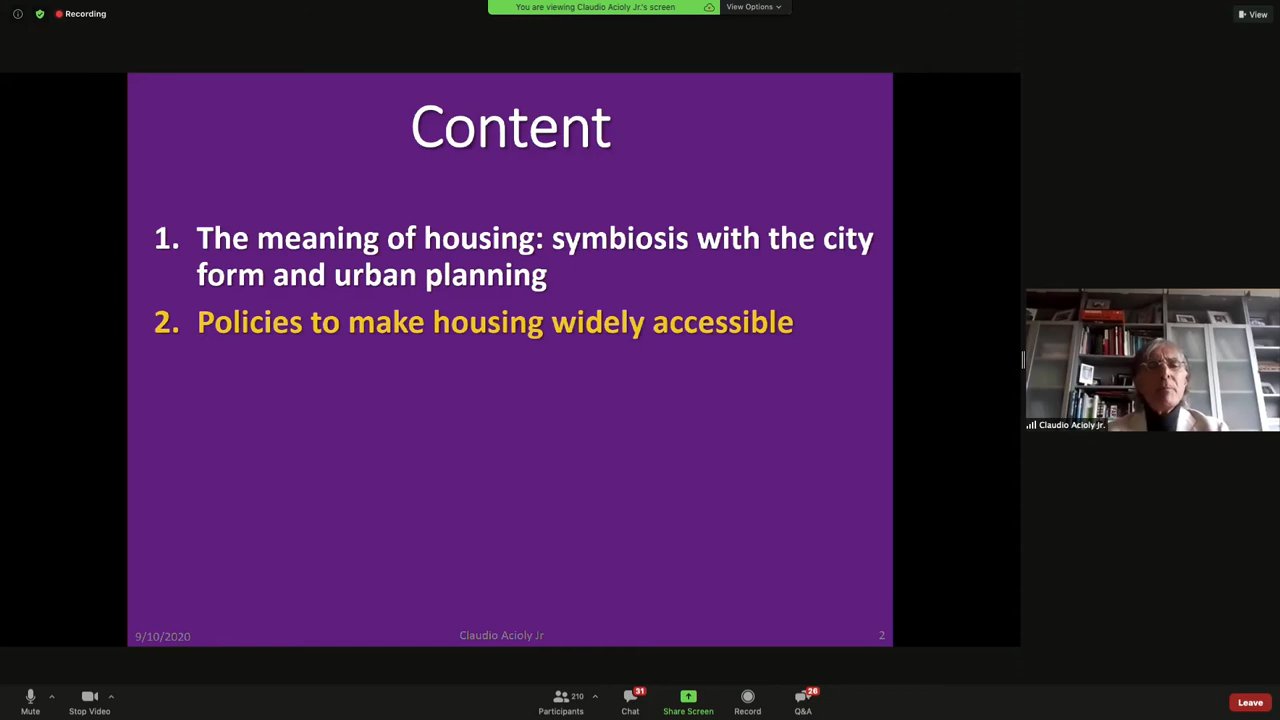 Recording
You are viewing Claudio Acioly Jr.'s screen
View Options
View
Content
1. The meaning of housing: symbiosis with the city
form and urban planning
2. Policies to make housing widely accessible
Claudio Acioly Jr.
9/10/2020
Claudio Acioly Jr
2
Mute
Stop Video
210
Participants
31
Chat
Share Screen
Record
26
Q&A
Leave